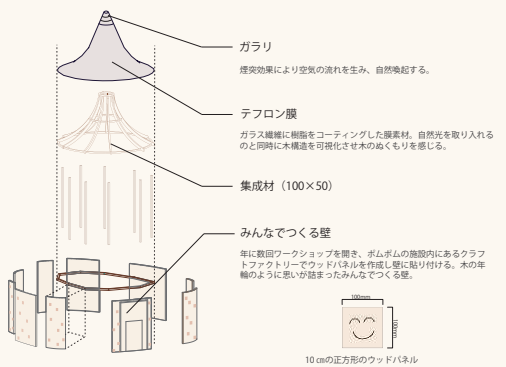 ガラリ
煙突効果により空気の流れを生み、自然喚起する。
テフロン膜
ガラス繊維に樹脂をコーティングした膜素材。自然光を取り入れる
のと同時に木構造を可視化させ木のぬくもりを感じる。
集成材（100×50）
みんなでつくる壁
年に数回ワークショップを開き、ポムポムの施設内にあるクラフ
トファクトリーでウッドパネルを作成し壁に貼り付ける。木の年
輪のように思いが詰まったみんなでつくる壁。
100mm
100mm
10㎝の正方形のウッドパネル